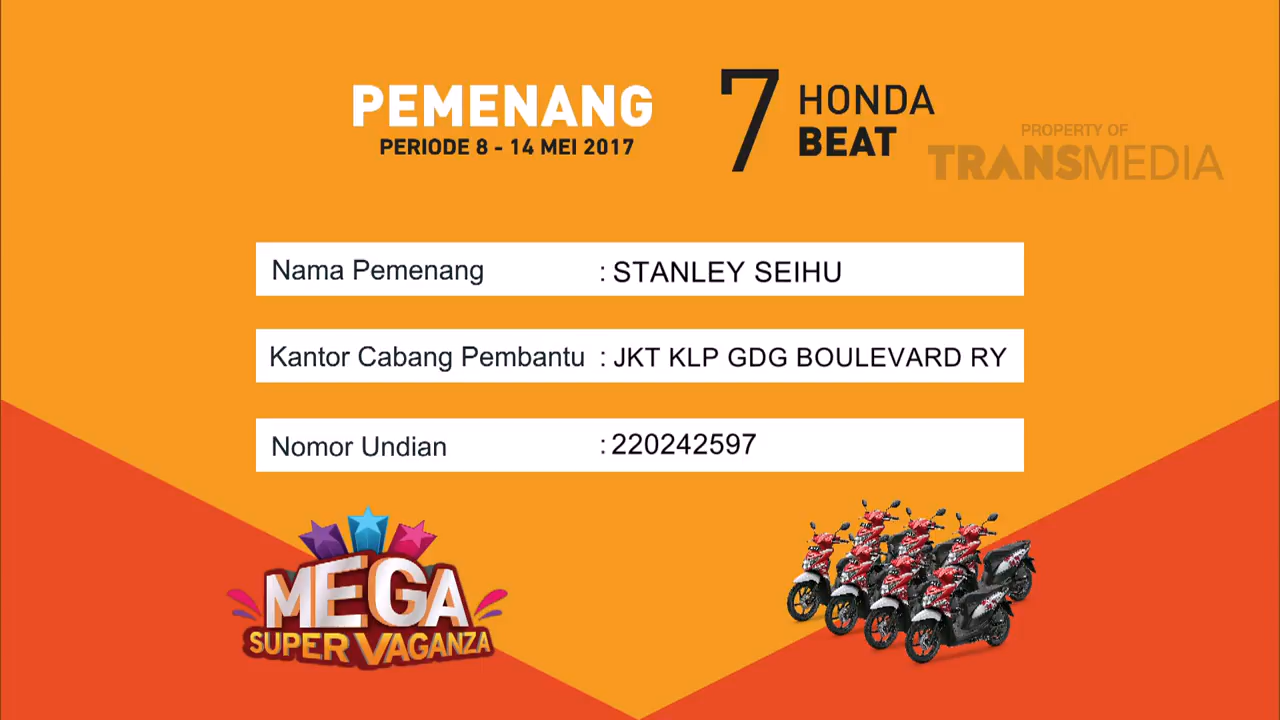 PEMENANG
PERIODE 8 - 14 MEI 2017
7 HONDA
BEAT
PROPERTY OF
TRANSMEDIA
Nama Pemenang : STANLEY SEIHU
Kantor Cabang Pembantu : JKT KLP GDG BOULEVARD RY
Nomor Undian : 220242597
MEGA
SUPER VAGANZA